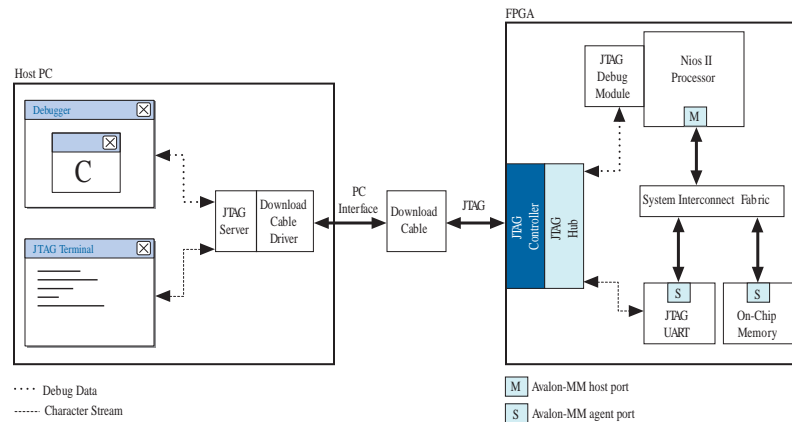 FPGA
Host PC
Debugger
C
JTAG Terminal
JTAG
Server
Download
Cable
Driver
PC
Interface
Download
Cable
JTAG
JTAG
Controller
JTAG
Hub
JTAG
Debug
Module
Nios II
Processor
M
System Interconnect Fabric
S
JTAG
UART
S
On-Chip
Memory
Debug Data
Character Stream
M Avalon-MM host port
S Avalon-MM agent port